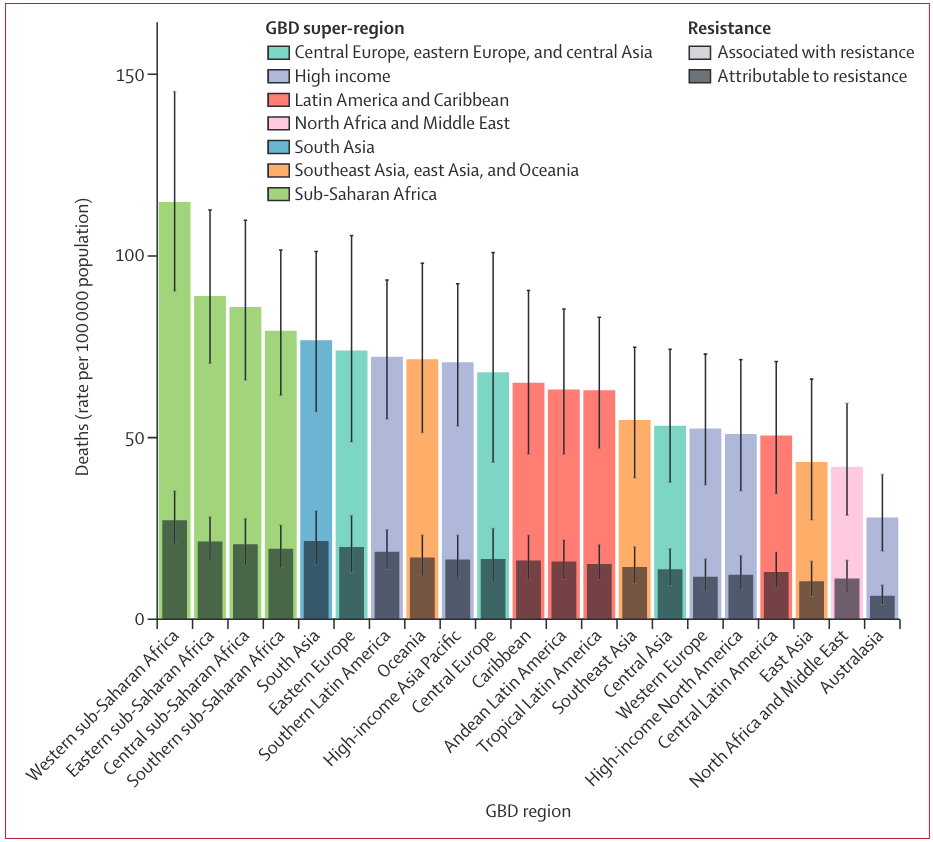 GBD super-region
Central Europe, eastern Europe, and central Asia
High income
Latin America and Caribbean
North Africa and Middle East
South Asia
Southeast Asia, east Asia, and Oceania
Sub-Saharan Africa
Resistance
Associated with resistance
Attributable to resistance
Deaths (rate per 100 000 population)
150
100
50
0
Western sub-Saharan Africa
Eastern sub-Saharan Africa
Central sub-Saharan Africa
Southern sub-Saharan Africa
South Asia
Eastern Europe
Southern Latin America
Oceania
High-income Asia Pacific
Central Europe
Caribbean
Andean Latin America
Tropical Latin America
Southeast Asia
Central Asia
Western Europe
High-income North America
Central Latin America
East Asia
North Africa and Middle East
Australasia
GBD region